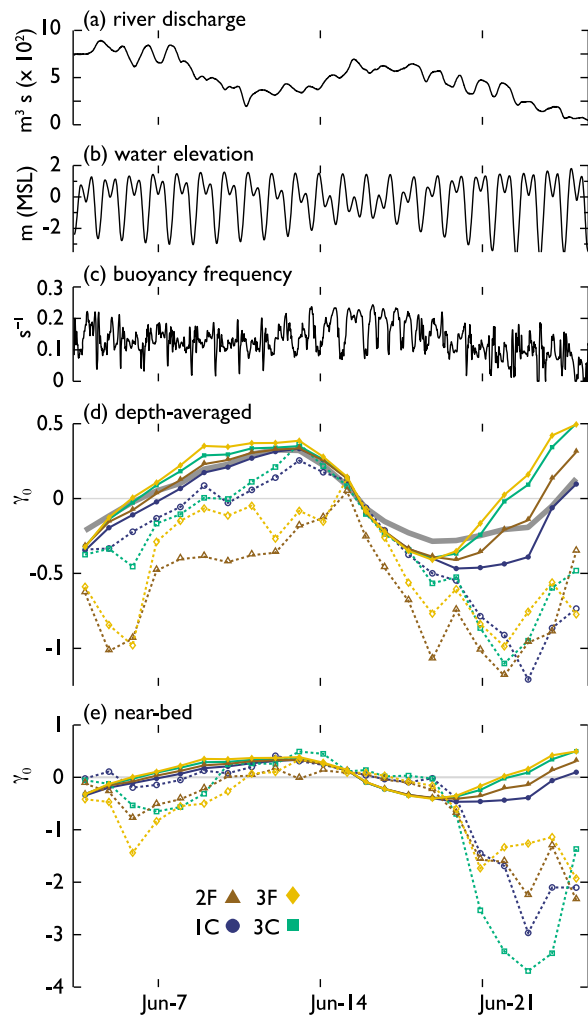 (a) river discharge
10
5
0
m³ s (x 10²)
(b) water elevation
2
0
-2
m (MSL)
(c) buoyancy frequency
0.3
0.2
0.1
0
s⁻¹
(d) depth-averaged
0.5
0
-0.5
-1
γ₀
(e) near-bed
1
0
-1
-2
-3
-4
γ₀
2F 3F
1C 3C
Jun-7 Jun-14 Jun-21